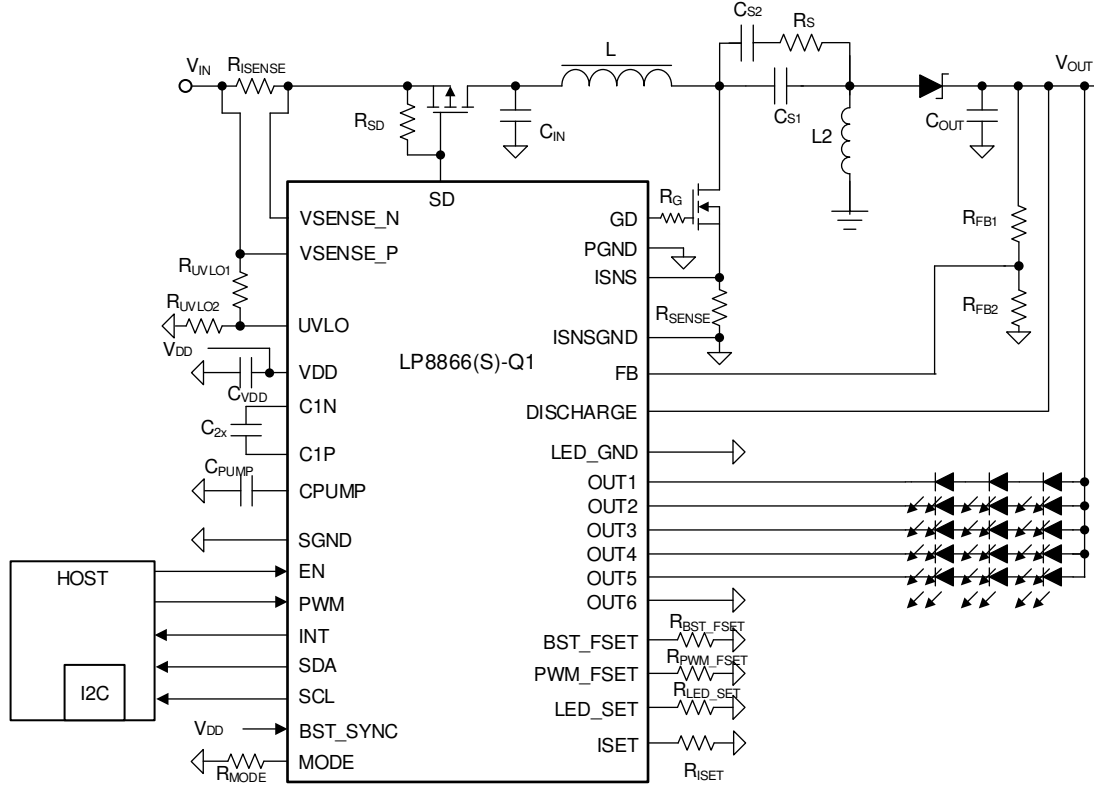 CS2
RS
L
VIN
RISENSE
VOUT
RSD
CIN
CS1
L2
COUT
SD
RG
GD
VSENSE_N
PGND
RFB1
VSENSE_P
ISNS
RUVLO1
RUVLO2
RSENSE
RFB2
UVLO
ISNSGND
VDD
LP8866(S)-Q1
VDD
FB
CVDD
C1N
DISCHARGE
C2x
C1P
LED_GND
CPUMP
OUT1
CPUMP
OUT2
OUT3
SGND
OUT4
HOST
EN
OUT5
PWM
OUT6
RBST_FSET
INT
BST_FSET
RPWM_FSET
SDA
PWM_FSET
I2C
SCL
RLED_SET
LED_SET
VDD
BST_SYNC
ISET
MODE
RMODE
RISET